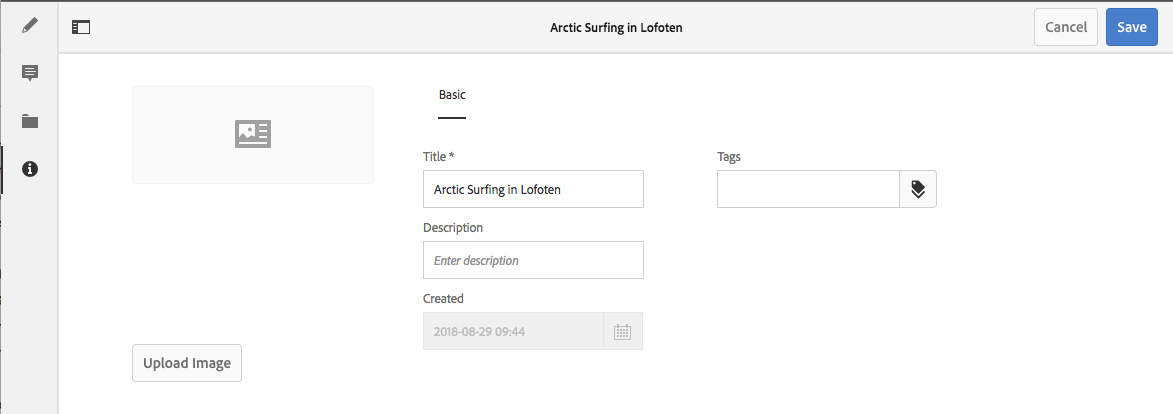 Arctic Surfing in Lofoten
Cancel
Save
Basic
Title *
Arctic Surfing in Lofoten
Tags
Description
Enter description
Created
2018-08-29 09:44
Upload Image